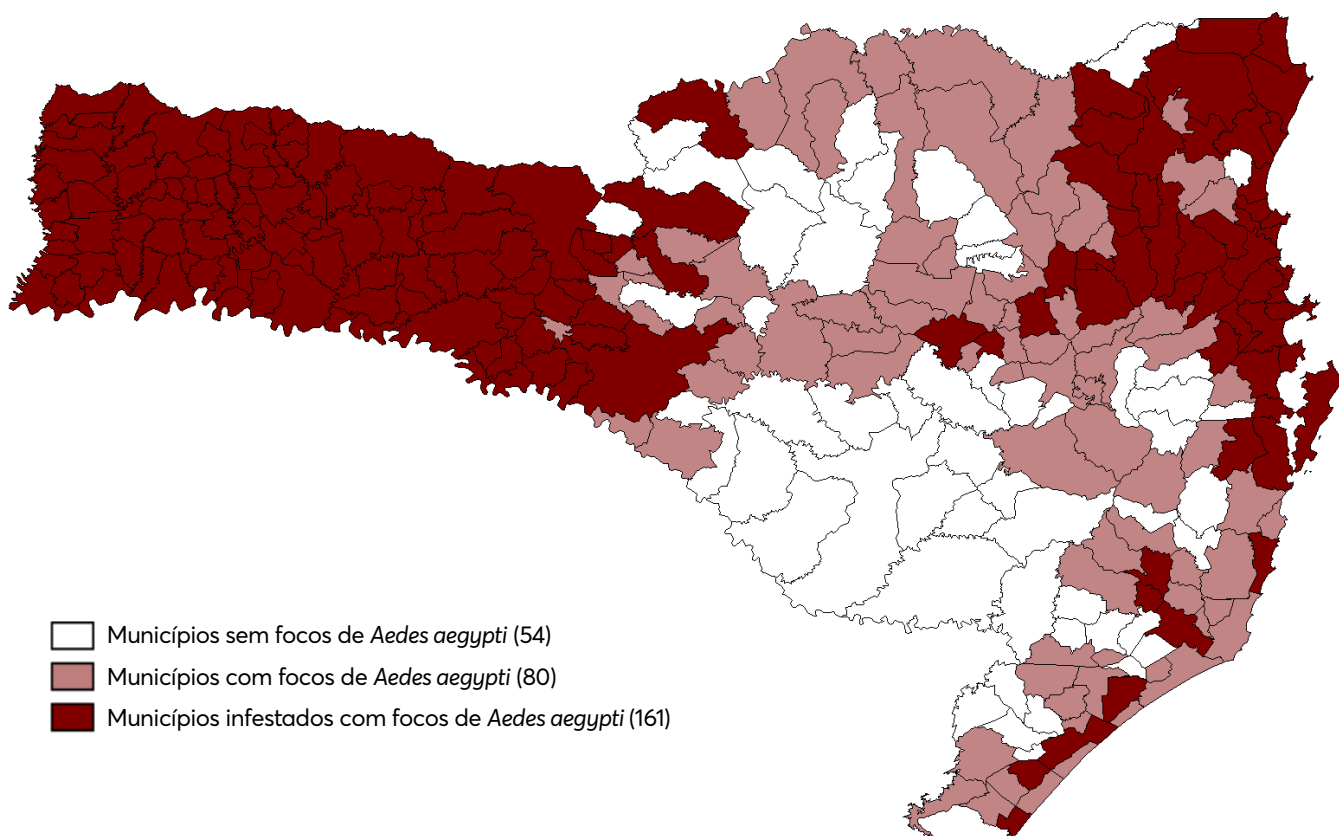 Municípios sem focos de Aedes aegypti (54)
Municípios com focos de Aedes aegypti (80)
Municípios infestados com focos de Aedes aegypti (161)